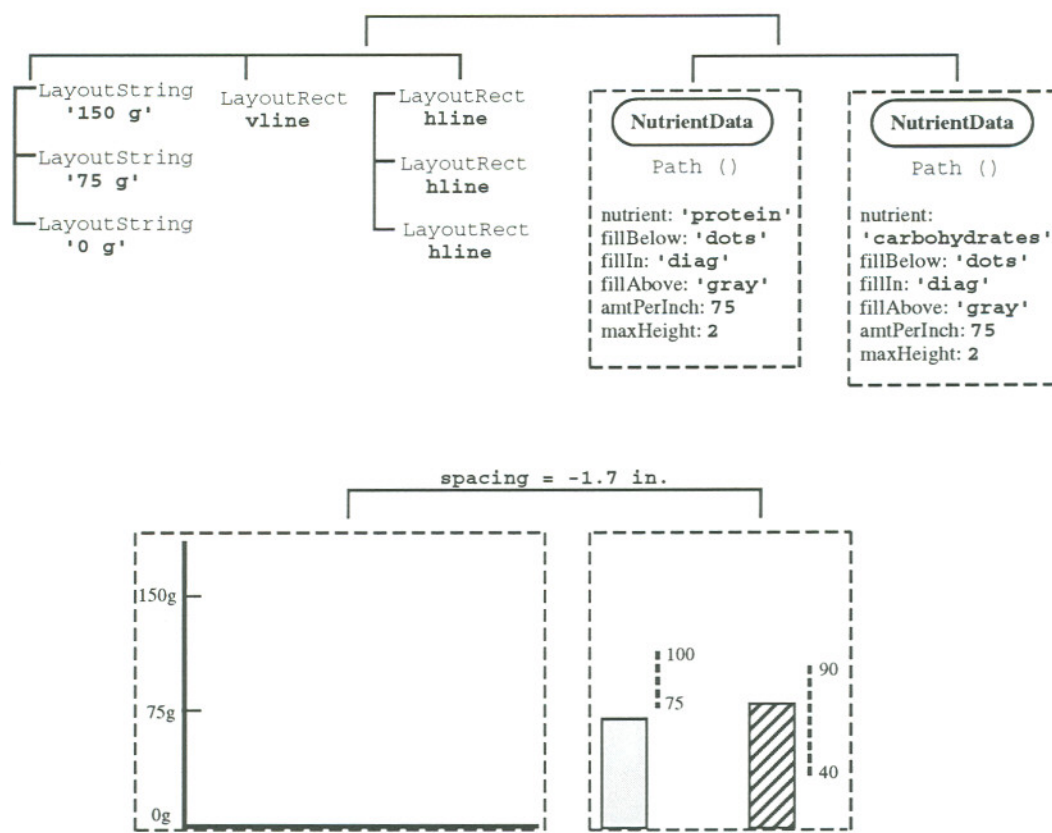 LayoutString
'150 g'
LayoutString
'75 g'
LayoutString
'0 g'
LayoutRect
vline
LayoutRect
hline
LayoutRect
hline
LayoutRect
hline
NutrientData
Path ()
nutrient: 'protein'
fillBelow: 'dots'
fillIn: 'diag'
fillAbove: 'gray'
amtPerInch: 75
maxHeight: 2
NutrientData
Path ()
nutrient:
'carbohydrates'
fillBelow: 'dots'
fillIn: 'diag'
fillAbove: 'gray'
amtPerInch: 75
maxHeight: 2
spacing = -1.7 in.
150g
75g
0g
100
75
90
40